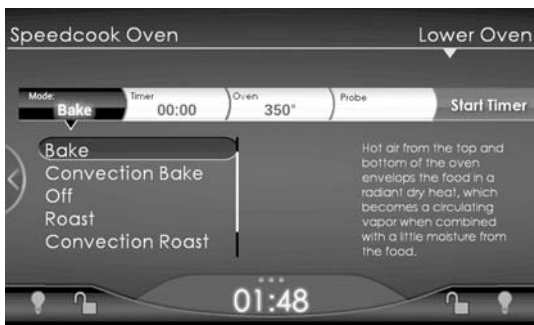 Speedcook Oven
Lower Oven
Mode:
Bake
Timer
00:00
Oven
350°
Probe
Start Timer
Bake
Convection Bake
Off
Roast
Convection Roast
Hot air from the top and
bottom of the oven
envelops the food in a
radiant dry heat, which
becomes a circulating
vapor when combined
with a little moisture from
the food.
01:48